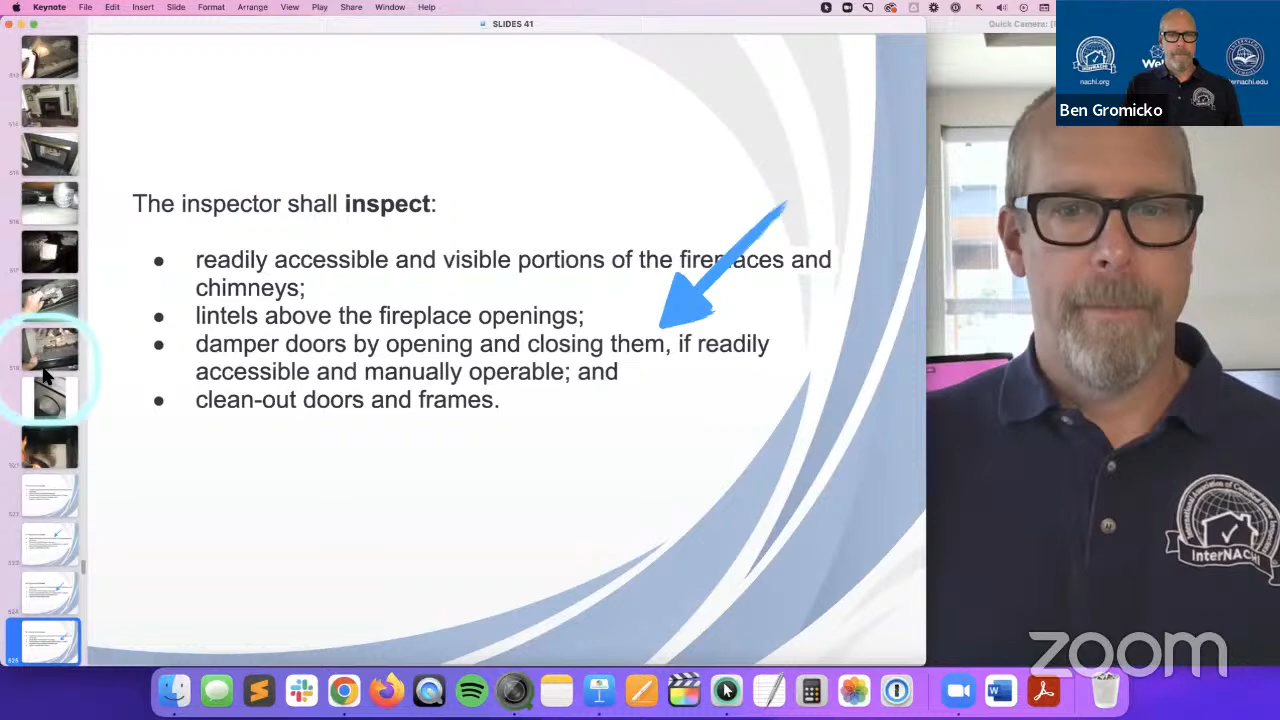 Keynote File Edit Insert Slide Format Arrange View Play Share Window Help
SLIDES 41
Quick Camera:
nachi.org
Ben Gromicko
The inspector shall inspect:
● readily accessible and visible portions of the fireplaces and
chimneys;
● lintels above the fireplace openings;
● damper doors by opening and closing them, if readily
accessible and manually operable; and
● clean-out doors and frames.
InterNACHI
zoom